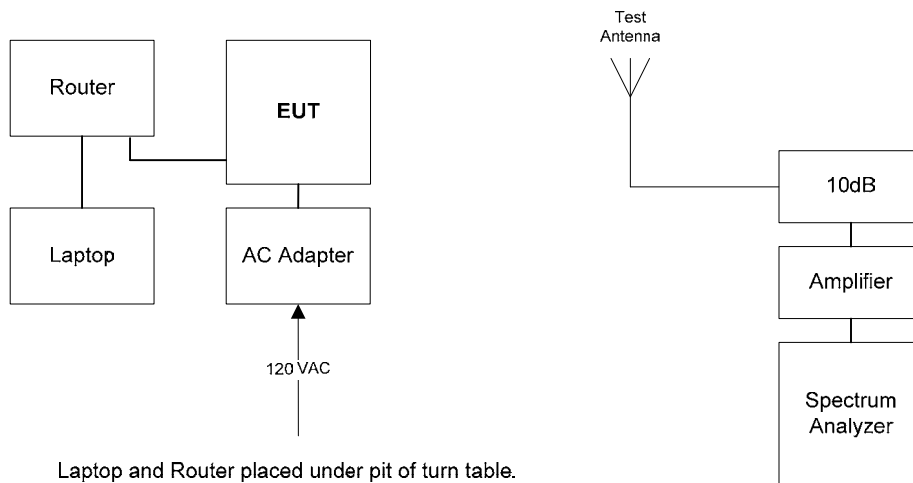 Test
Antenna
Router
EUT
10dB
Laptop
AC Adapter
Amplifier
120 VAC
Spectrum
Analyzer
Laptop and Router placed under pit of turn table.